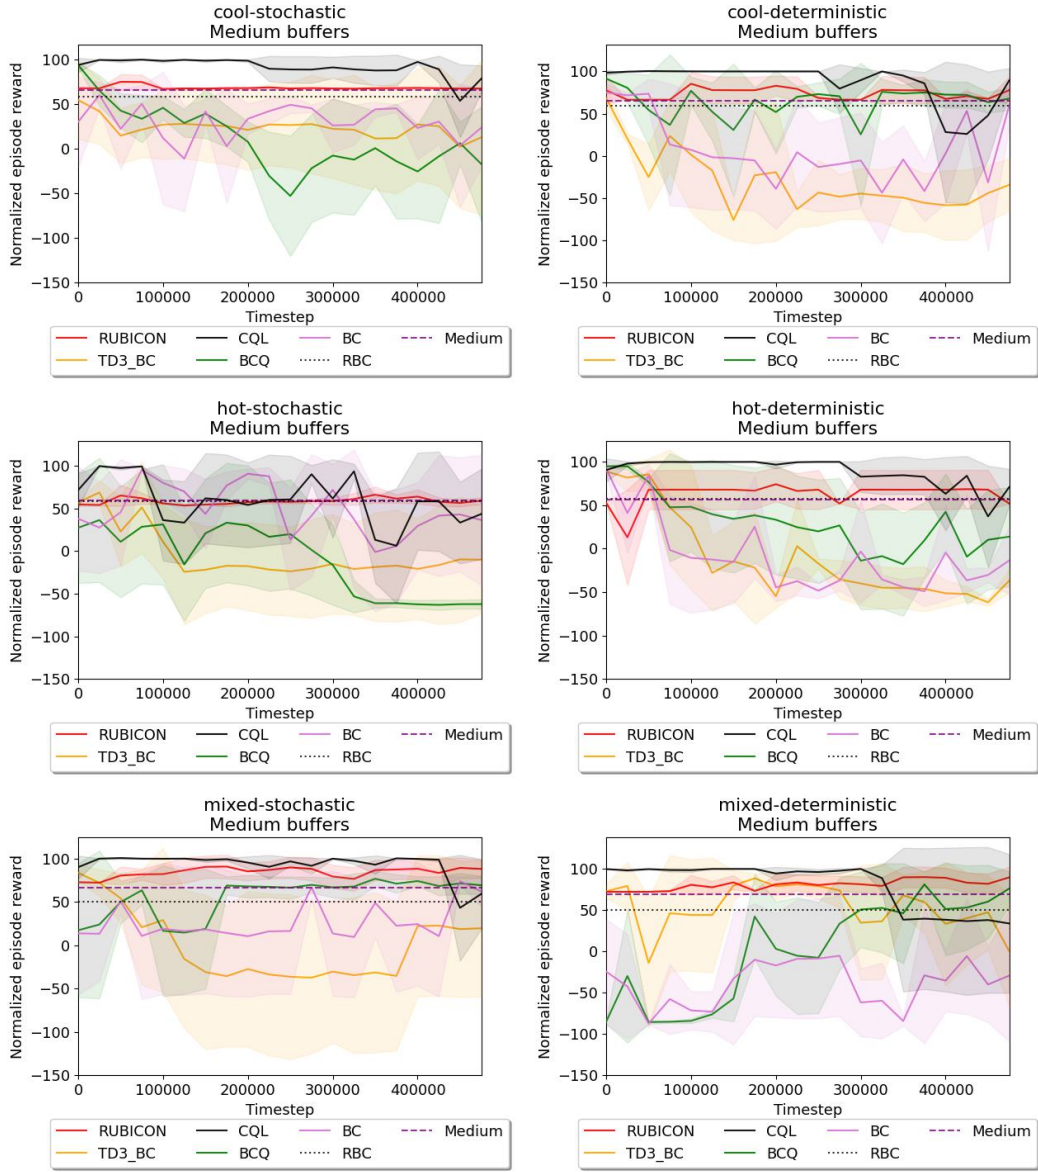 cool-stochastic
Medium buffers
Normalized episode reward
100
50
0
−50
−100
−150
0 100000 200000 300000 400000
Timestep
RUBICON CQL BC Medium
TD3_BC BCQ RBC
cool-deterministic
Medium buffers
Normalized episode reward
100
50
0
−50
−100
−150
0 100000 200000 300000 400000
Timestep
RUBICON CQL BC Medium
TD3_BC BCQ RBC
hot-stochastic
Medium buffers
Normalized episode reward
100
50
0
−50
−100
−150
0 100000 200000 300000 400000
Timestep
RUBICON CQL BC Medium
TD3_BC BCQ RBC
hot-deterministic
Medium buffers
Normalized episode reward
100
50
0
−50
−100
−150
0 100000 200000 300000 400000
Timestep
RUBICON CQL BC Medium
TD3_BC BCQ RBC
mixed-stochastic
Medium buffers
Normalized episode reward
100
50
0
−50
−100
−150
0 100000 200000 300000 400000
Timestep
RUBICON CQL BC Medium
TD3_BC BCQ RBC
mixed-deterministic
Medium buffers
Normalized episode reward
100
50
0
−50
−100
−150
0 100000 200000 300000 400000
Timestep
RUBICON CQL BC Medium
TD3_BC BCQ RBC